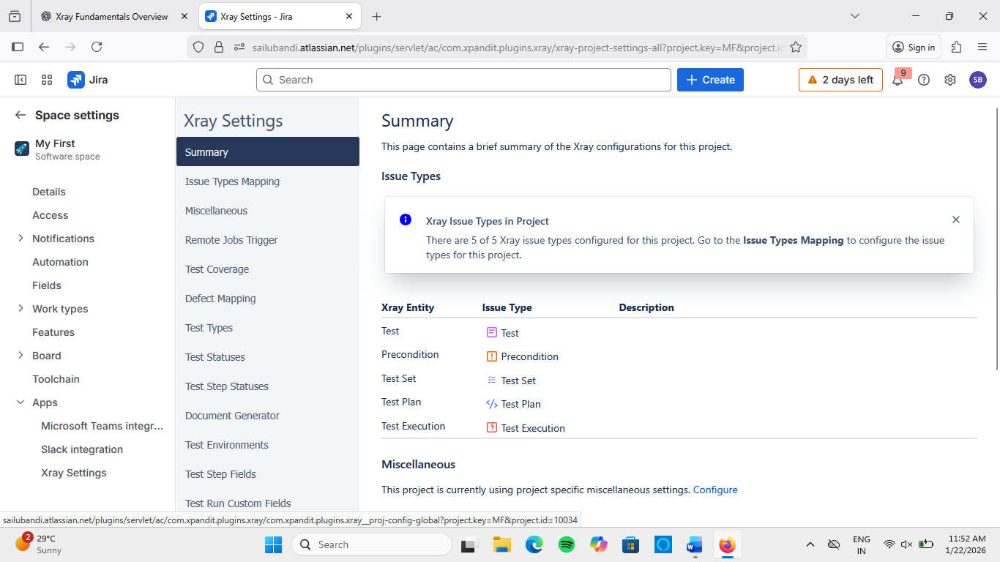 Xray Fundamentals Overview
Xray Settings - Jira
sailubandi.atlassian.net/plugins/servlet/ac/com.xpandit.plugins.xray/xray-project-settings-all?project.key=MF&project.id
Sign in
Jira
Search
Create
2 days left
9
SB
Space settings
My First
Software space
Details
Access
Notifications
Automation
Fields
Work types
Features
Board
Toolchain
Apps
Microsoft Teams integr...
Slack integration
Xray Settings
Xray Settings
Summary
Issue Types Mapping
Miscellaneous
Remote Jobs Trigger
Test Coverage
Defect Mapping
Test Types
Test Statuses
Test Step Statuses
Document Generator
Test Environments
Test Step Fields
Test Run Custom Fields
Summary
This page contains a brief summary of the Xray configurations for this project.
Issue Types
Xray Issue Types in Project
There are 5 of 5 Xray issue types configured for this project. Go to the Issue Types Mapping to configure the issue
types for this project.
Xray Entity Issue Type Description
Test Test
Precondition Precondition
Test Set Test Set
Test Plan Test Plan
Test Execution Test Execution
Miscellaneous
This project is currently using project specific miscellaneous settings. Configure
sailubandi.atlassian.net/plugins/servlet/ac/com.xpandit.plugins.xray/com.xpandit.plugins.xray__proj-config-global?project.key=MF&project.id=10034
2
29°C
Sunny
Search
ENG
IN
11:52 AM
1/22/2026